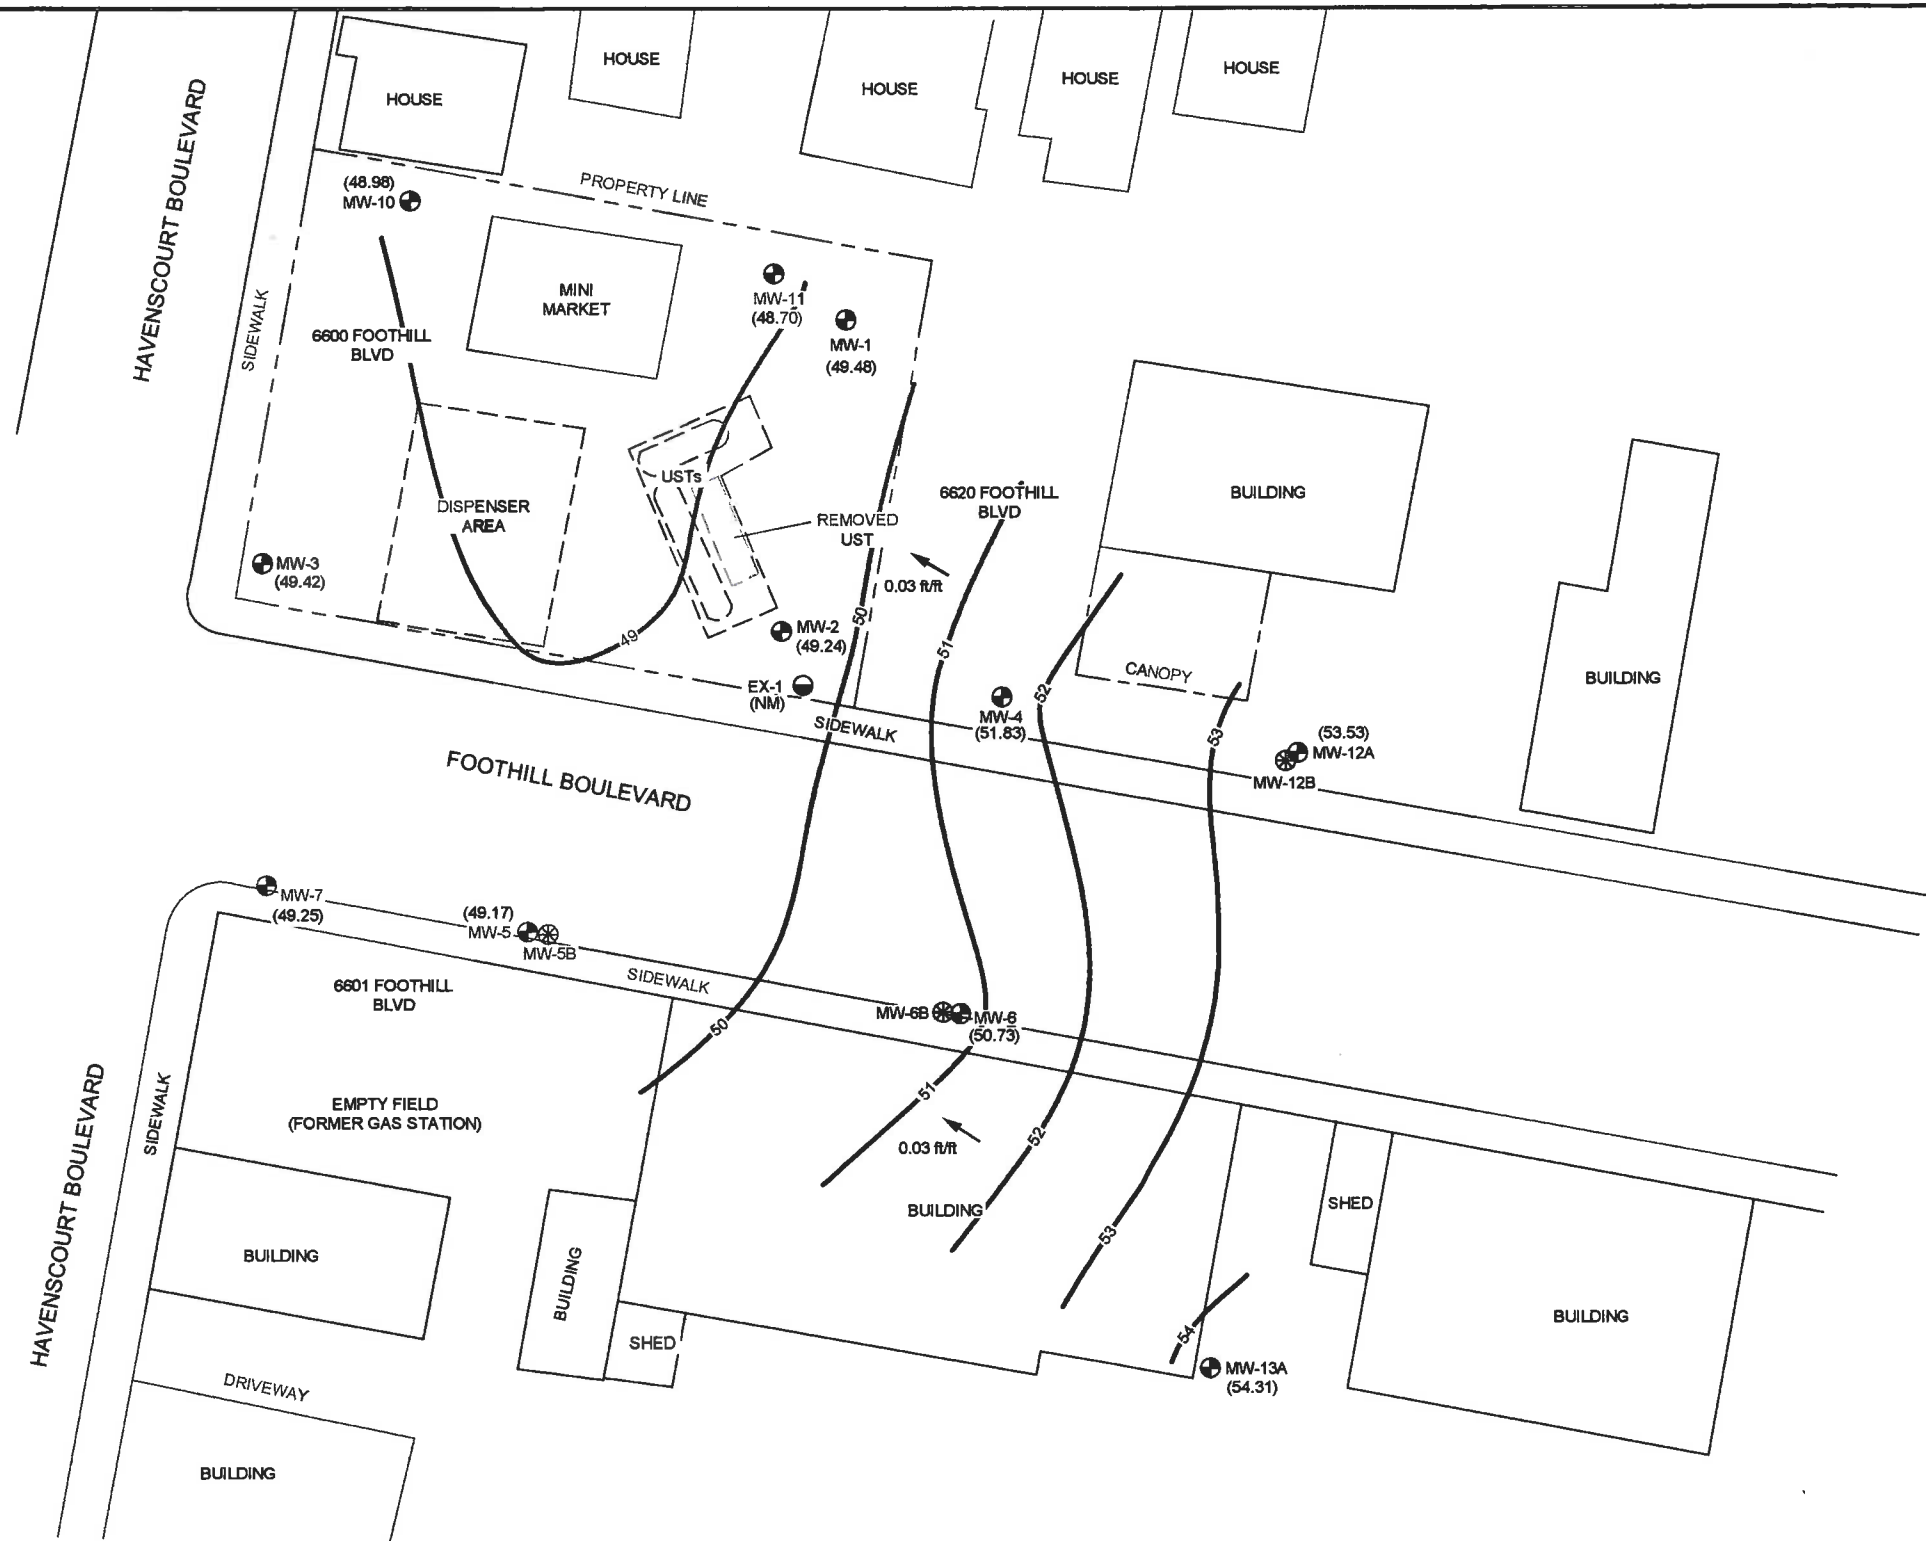 HOUSE
HOUSE
HOUSE
HOUSE
HOUSE
HAVENSCOURT BOULEVARD
SIDEWALK
PROPERTY LINE
(48.98)
MW-10
MINI
MARKET
MW-11
(48.70)
MW-1
(49.48)
6600 FOOTHILL
BLVD
USTs
DISPENSER
AREA
REMOVED
UST
6620 FOOTHILL
BLVD
BUILDING
BUILDING
0.03 ft/ft
MW-3
(49.42)
49
MW-2
(49.24)
50
51
52
53
CANOPY
EX-1
(NM)
SIDEWALK
MW-4
(51.83)
(53.53)
MW-12A
MW-12B
FOOTHILL BOULEVARD
MW-7
(49.25)
(49.17)
MW-5
MW-5B
SIDEWALK
6601 FOOTHILL
BLVD
50
MW-6B
MW-6
(50.73)
51
52
53
54
0.03 ft/ft
EMPTY FIELD
(FORMER GAS STATION)
HAVENSCOURT BOULEVARD
SIDEWALK
BUILDING
BUILDING
BUILDING
SHED
SHED
BUILDING
MW-13A
(54.31)
DRIVEWAY
BUILDING